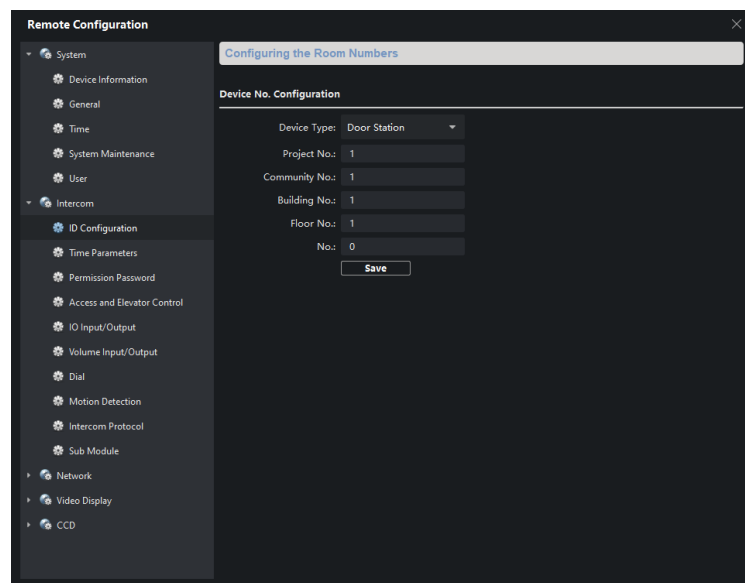 Remote Configuration
System
Device Information
General
Time
System Maintenance
User
Intercom
ID Configuration
Time Parameters
Permission Password
Access and Elevator Control
IO Input/Output
Volume Input/Output
Dial
Motion Detection
Intercom Protocol
Sub Module
Network
Video Display
CCD
Configuring the Room Numbers
Device No. Configuration
Device Type: Door Station
Project No.: 1
Community No.: 1
Building No.: 1
Floor No.: 1
No.: 0
Save